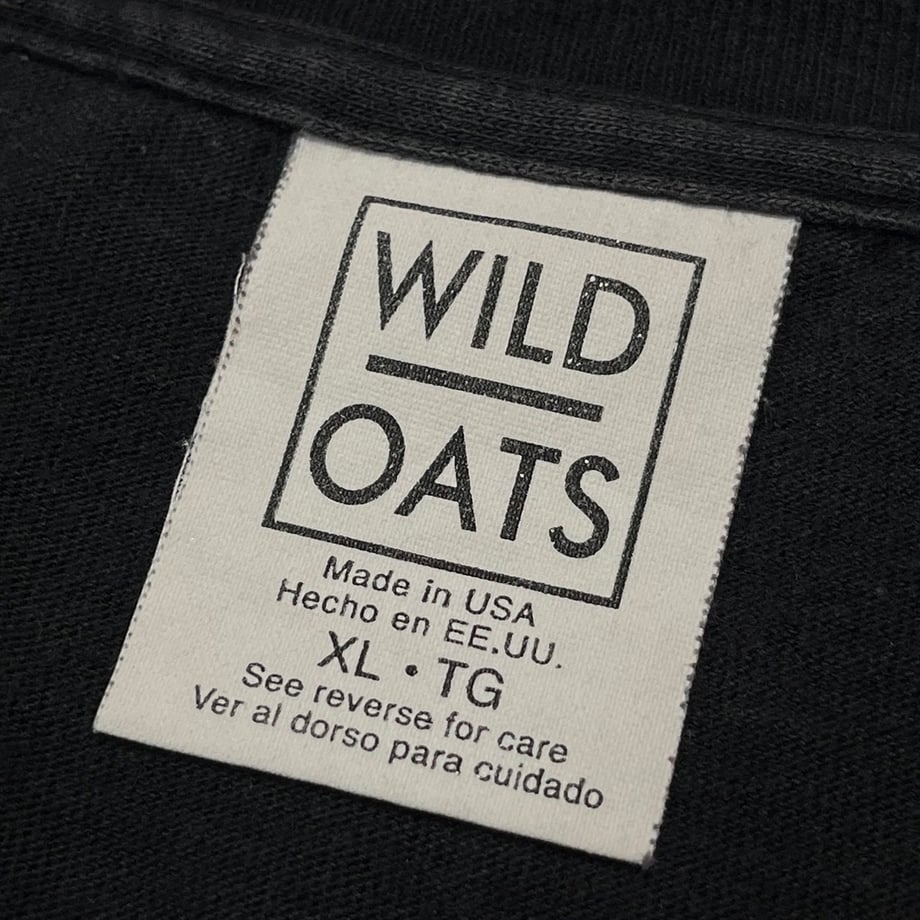 WILD
OATS
Made in USA
Hecho en EE.UU.
XL • TG
See reverse for care
Ver al dorso para cuidado